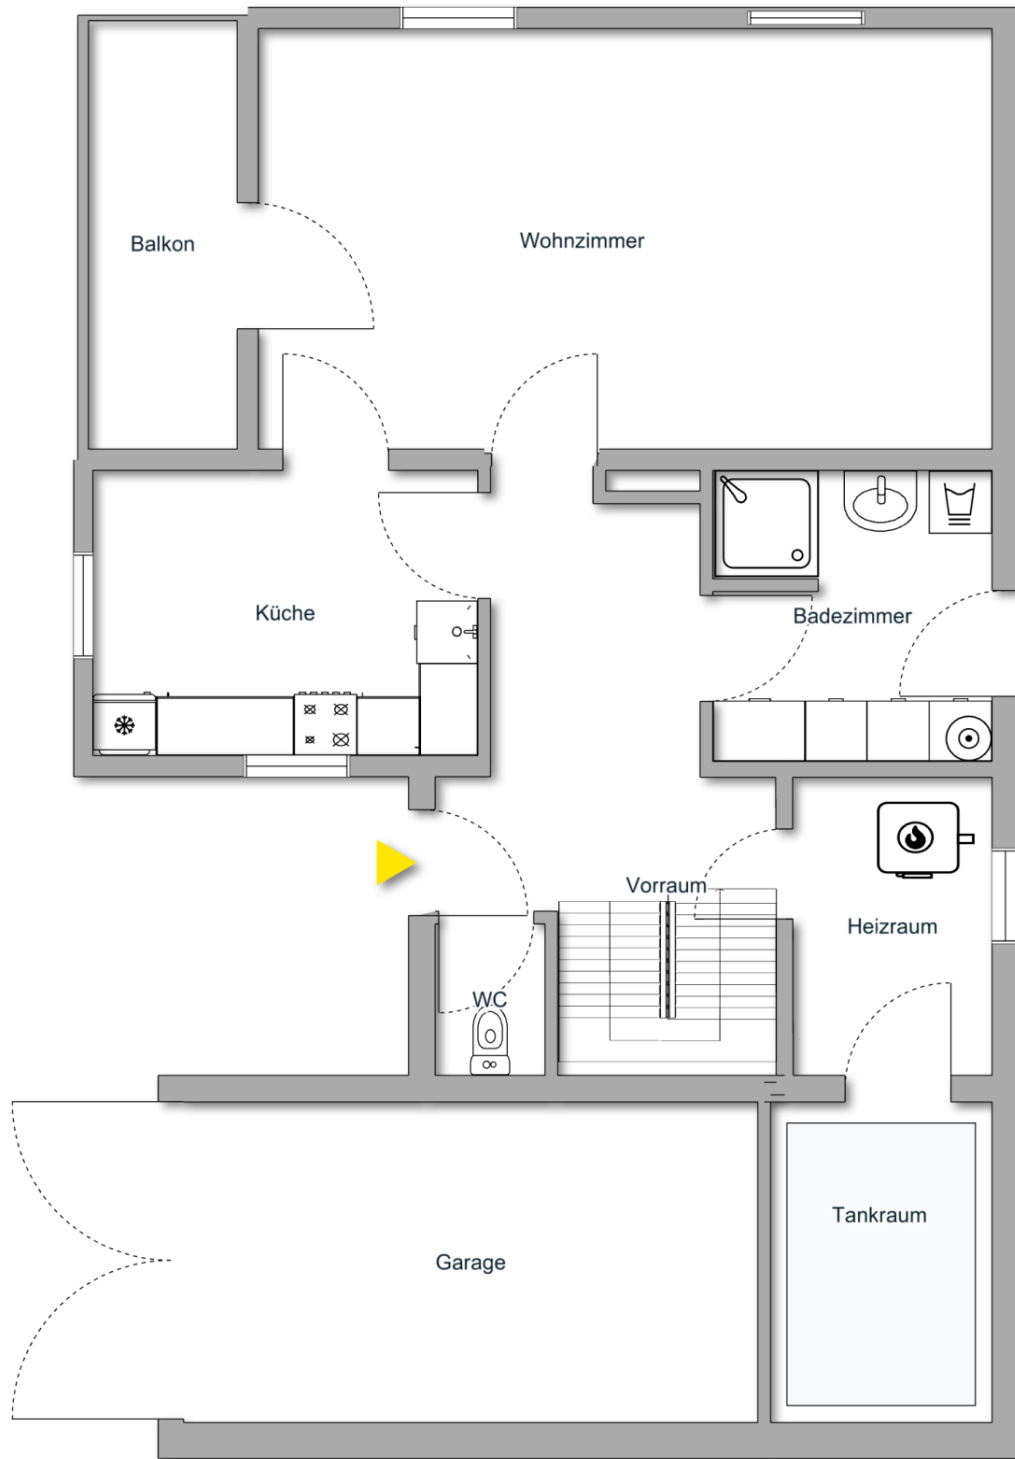 Balkon
Wohnzimmer
Küche
Badezimmer
Vorraum
Heizraum
WC
Tankraum
Garage